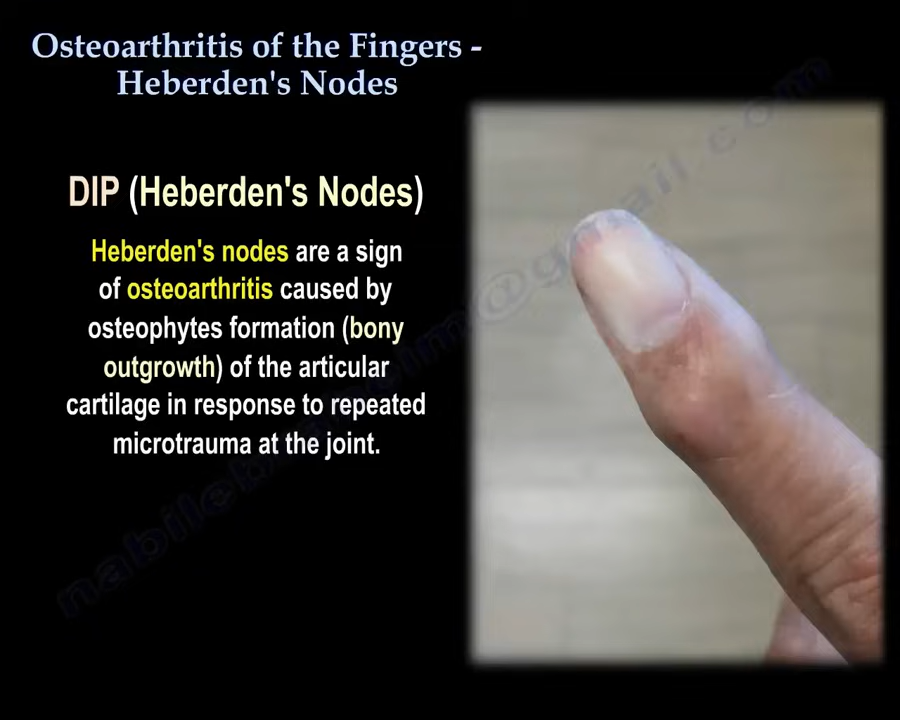 Osteoarthritis of the Fingers -
Heberden's Nodes
DIP (Heberden's Nodes)
Heberden's nodes are a sign
of osteoarthritis caused by
osteophytes formation (bony
outgrowth) of the articular
cartilage in response to repeated
microtrauma at the joint.